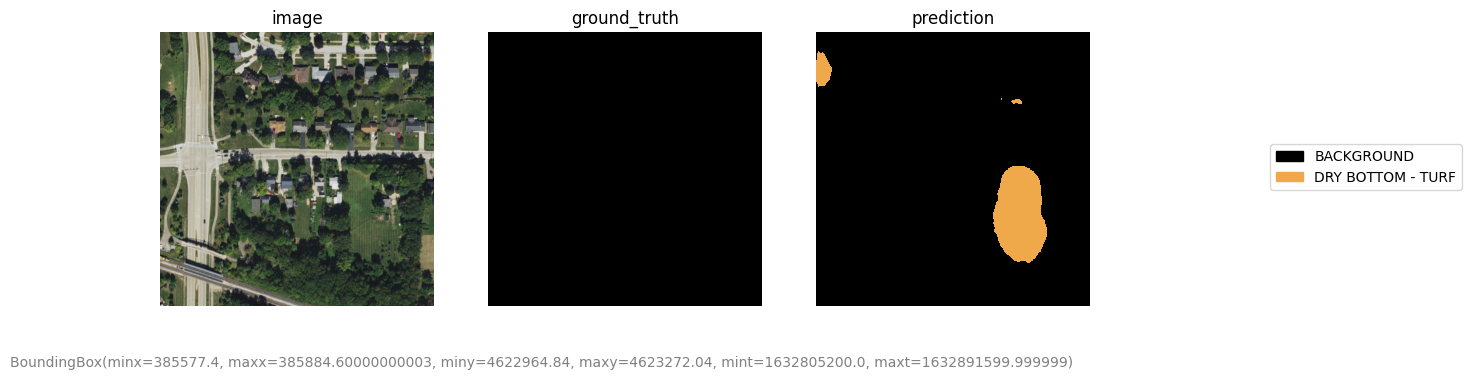 image
ground_truth
prediction
BACKGROUND
DRY BOTTOM - TURF
BoundingBox(minx=385577.4, maxx=385884.60000000003, miny=4622964.84, maxy=4623272.04, mint=1632805200.0, maxt=1632891599.999999)